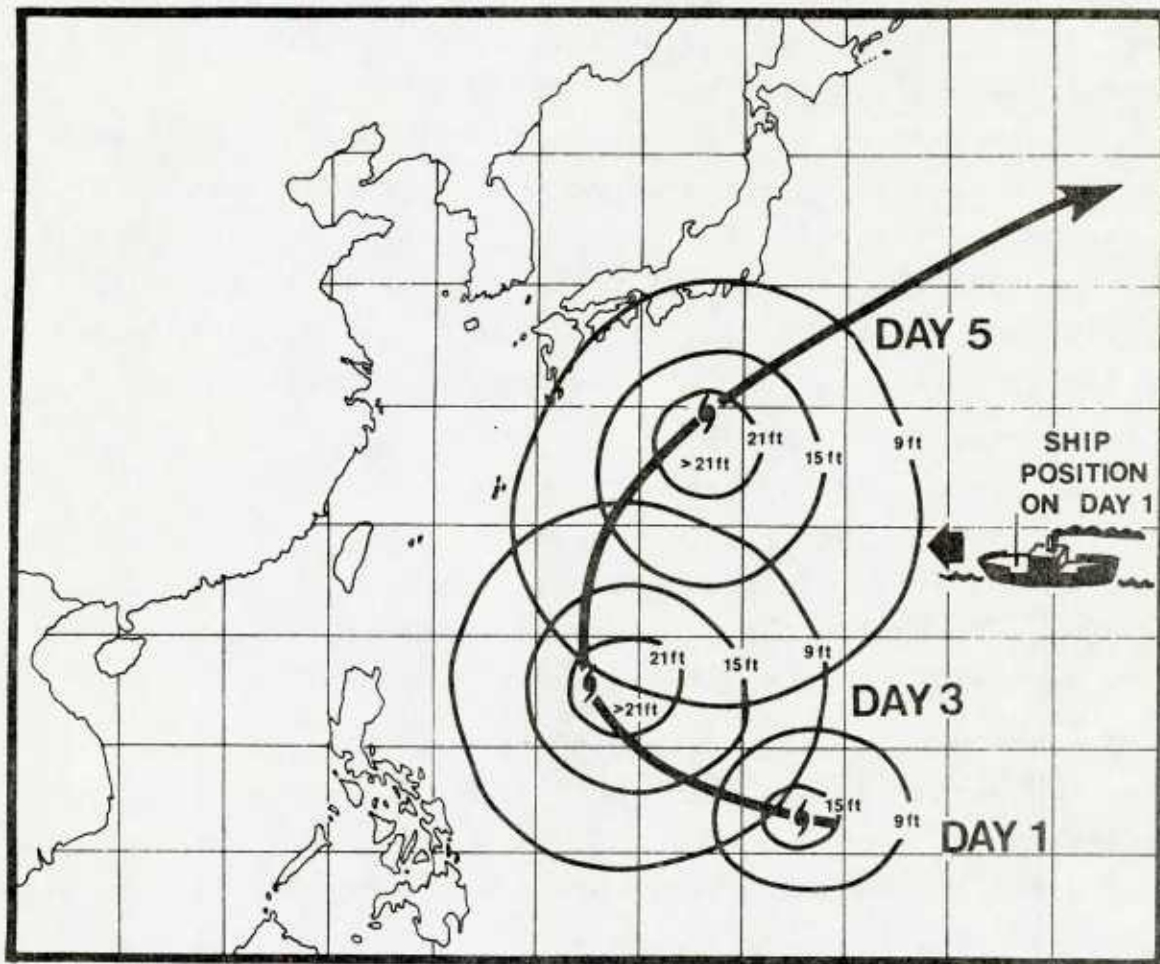 DAY 5
21ft
15ft
9ft
>21ft
SHIP
POSITION
ON DAY 1
21ft
15ft
9ft
>21ft
DAY 3
15ft
9ft
DAY 1